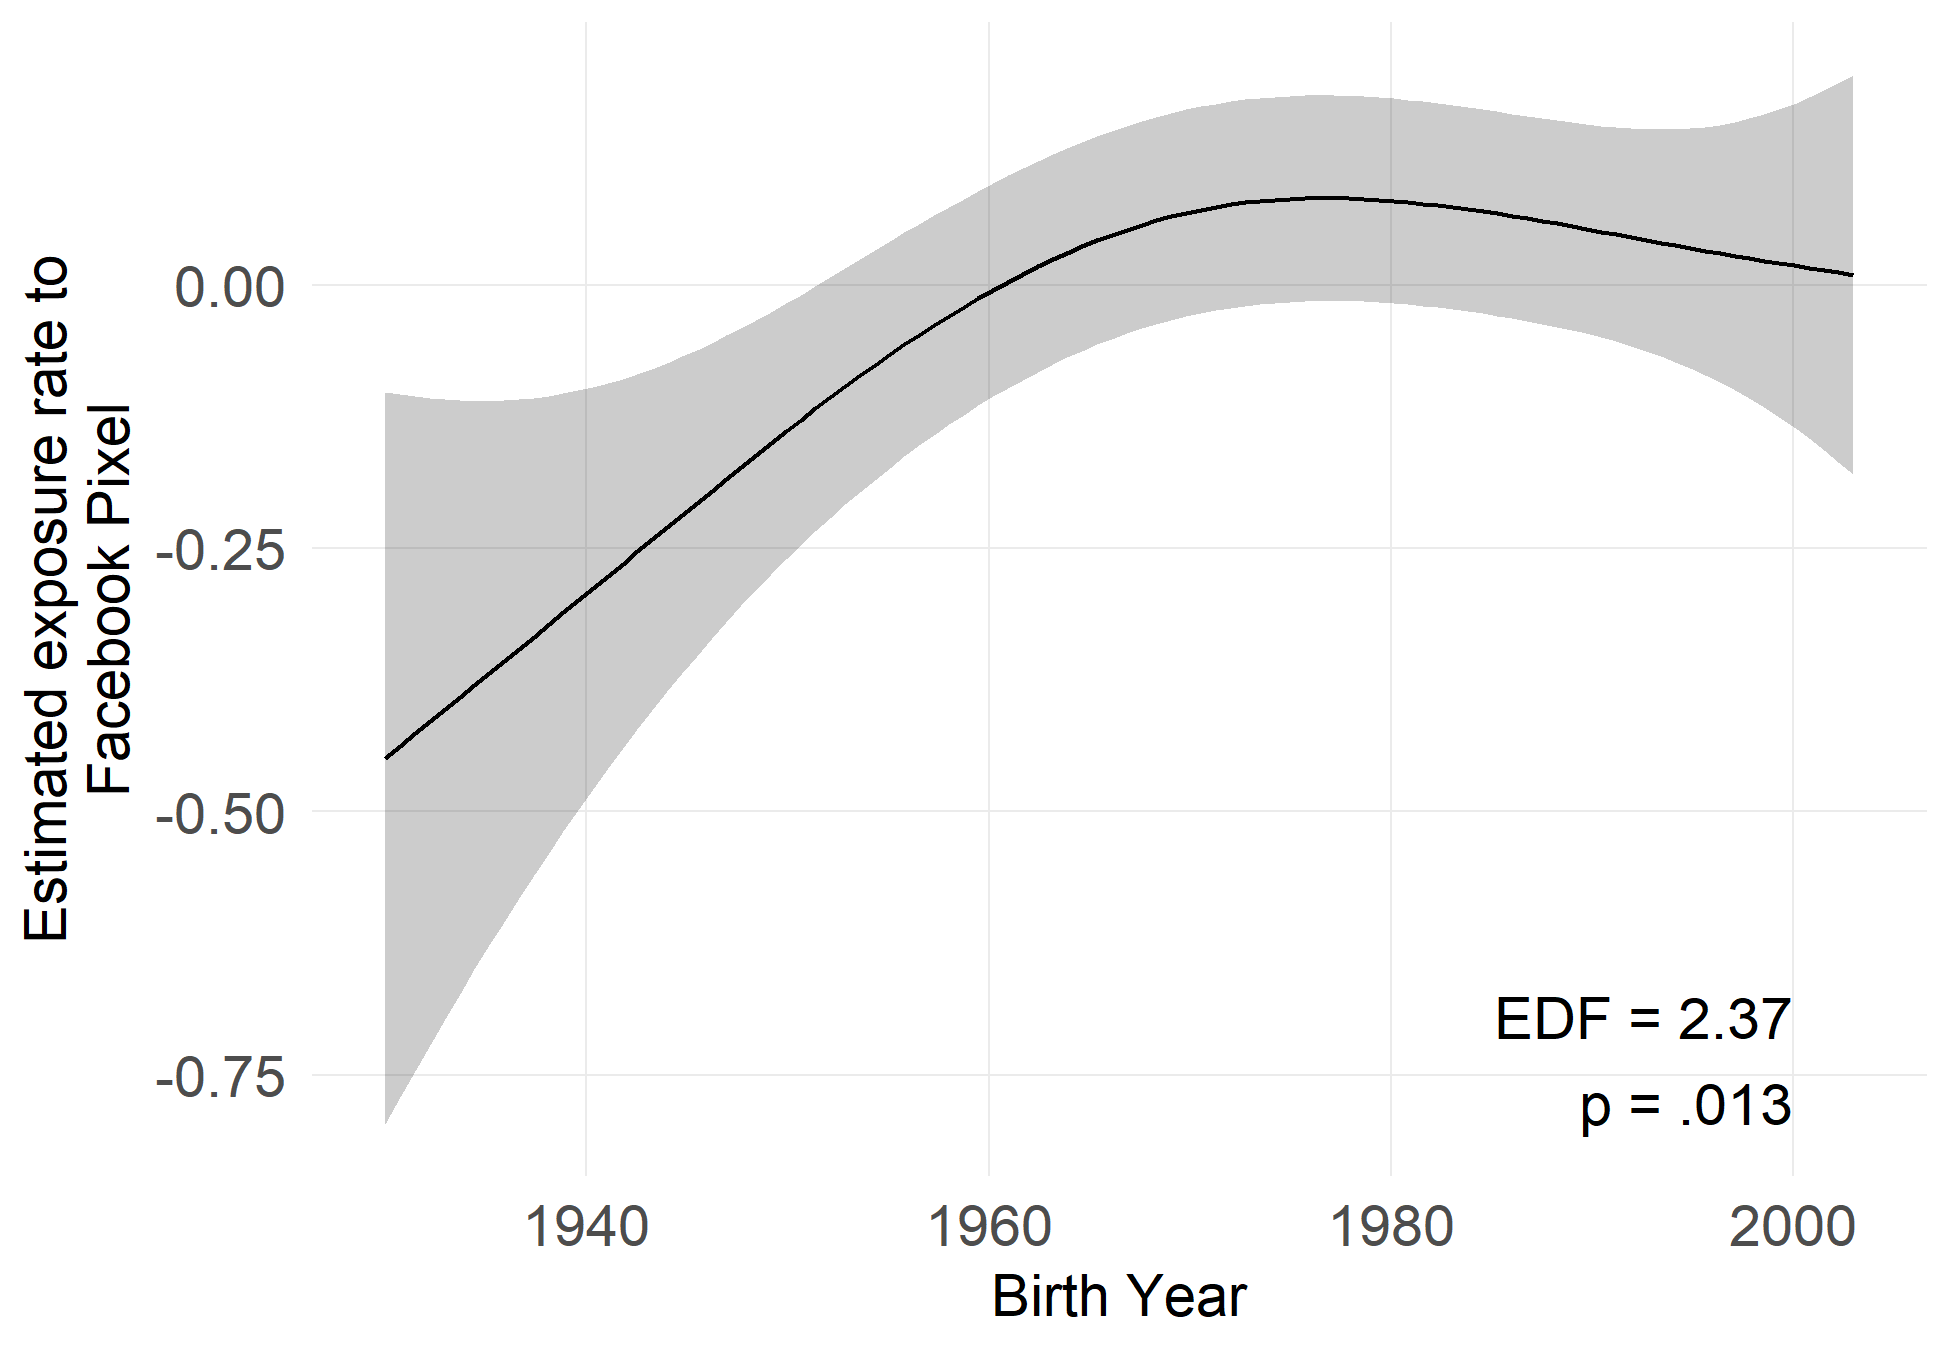 Estimated exposure rate to
Facebook Pixel
0.00
-0.25
-0.50
-0.75
EDF = 2.37
p = .013
1940 1960 1980 2000
Birth Year